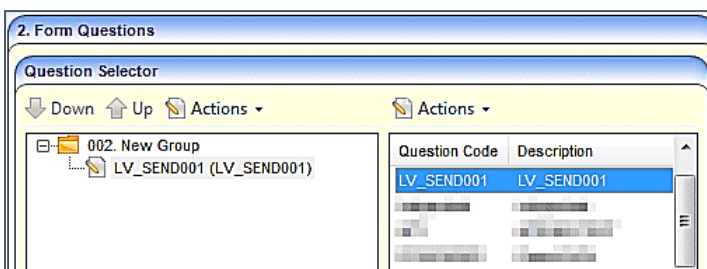 2. Form Questions
Question Selector
Down Up Actions
Actions
002. New Group
LV_SEND001 (LV_SEND001)
Question Code Description
LV_SEND001 LV_SEND001